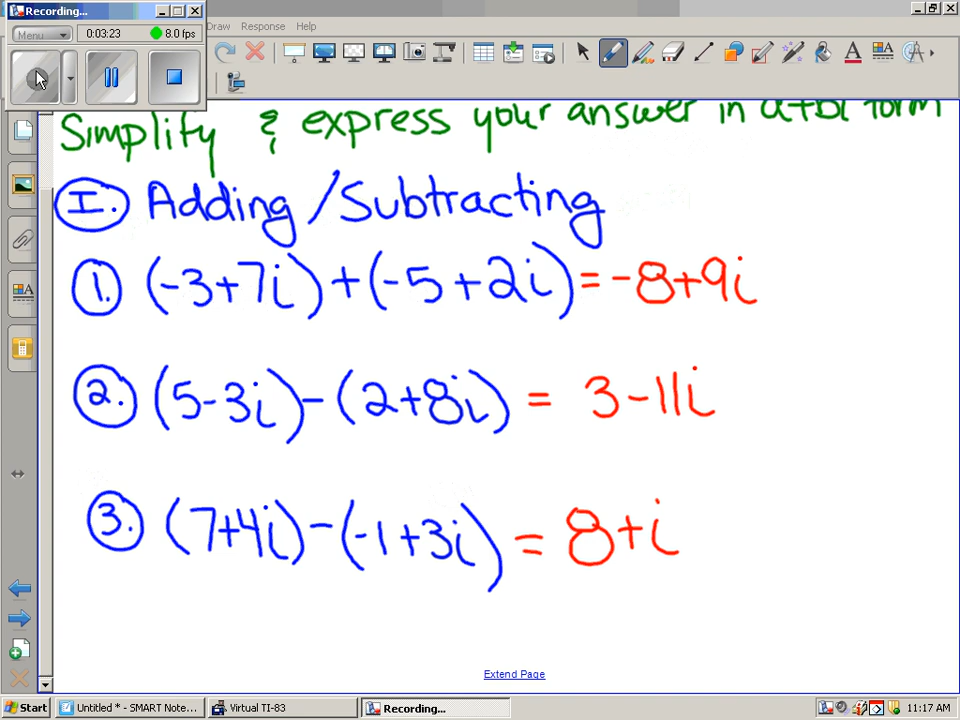 Recording...
Menu
0:03:23
8.0 fps
Draw Response Help
Simplify & express your answer in a+bi form
I. Adding/Subtracting
1. (-3+7i)+(-5+2i)=-8+9i
2. (5-3i)-(2+8i) = 3-11i
3. (7+4i)-(-1+3i) = 8+i
Extend Page
Start
Untitled * - SMART Note...
Virtual TI-83
Recording...
11:17 AM